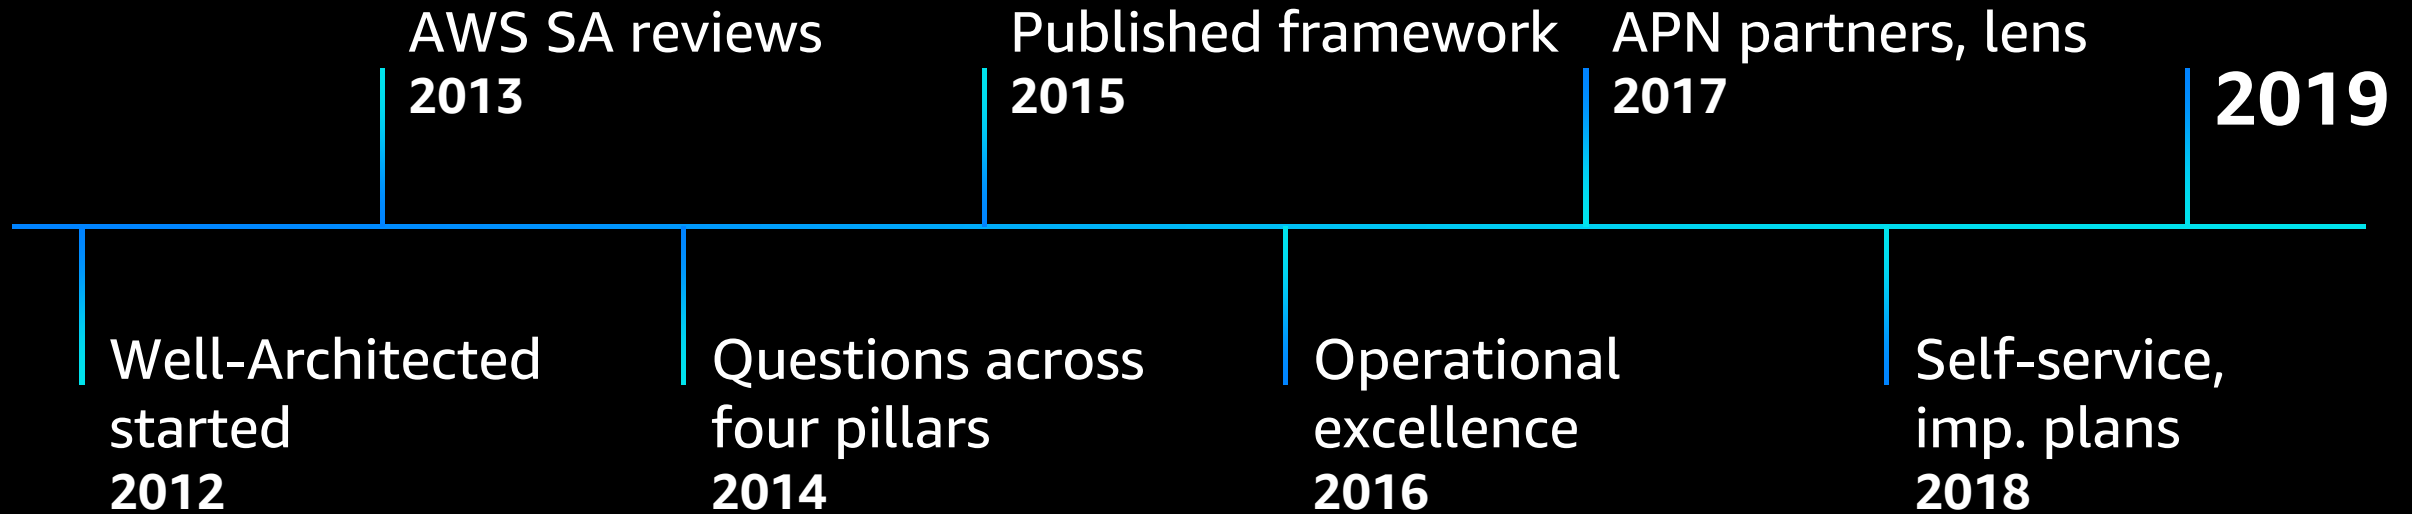 AWS SA reviews
2013
Published framework
2015
APN partners, lens
2017
2019
Well-Architected
started
2012
Questions across
four pillars
2014
Operational
excellence
2016
Self-service,
imp. plans
2018